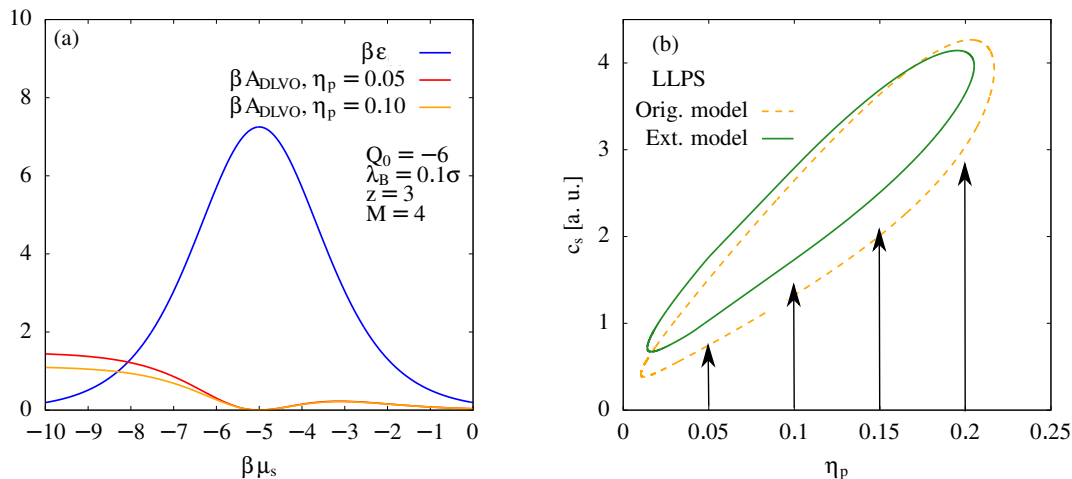 (a)
βε
βA_DLVO, η_p = 0.05
βA_DLVO, η_p = 0.10
Q_0 = −6
λ_B = 0.1σ
z = 3
M = 4
10
8
6
4
2
0
−10 −9 −8 −7 −6 −5 −4 −3 −2 −1 0
βμ_s
(b)
LLPS
Orig. model
Ext. model
c_s [a. u.]
4
3
2
1
0
0 0.05 0.1 0.15 0.2 0.25
η_p